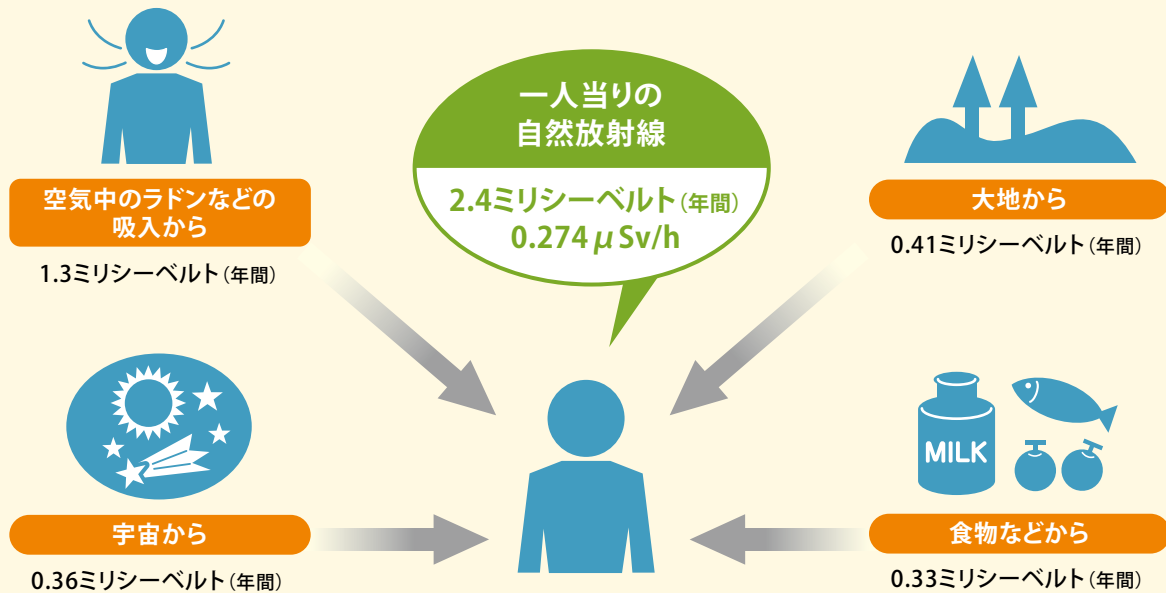 一人当りの
自然放射線
2.4ミリシーベルト(年間)
0.274μSv/h
空気中のラドンなどの
吸入から
1.3ミリシーベルト(年間)
大地から
0.41ミリシーベルト(年間)
宇宙から
0.36ミリシーベルト(年間)
MILK
食物などから
0.33ミリシーベルト(年間)